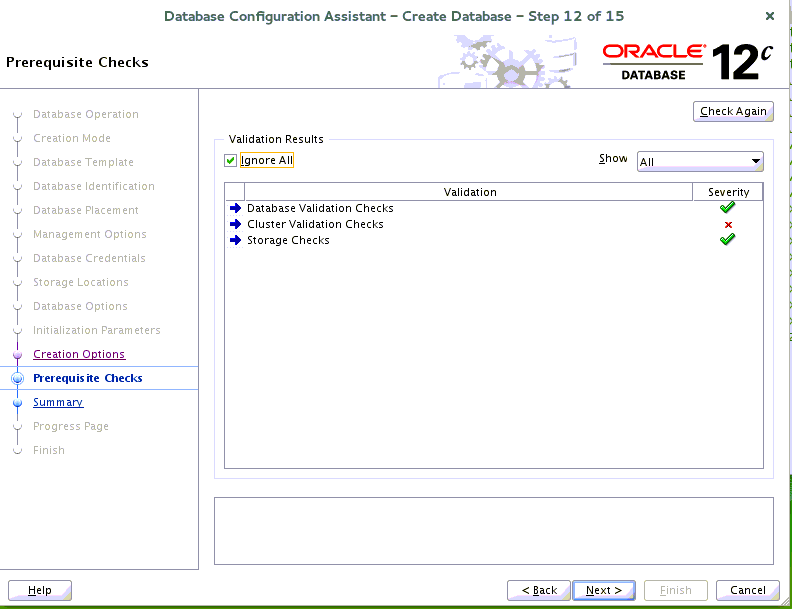 Database Configuration Assistant – Create Database – Step 12 of 15
Prerequisite Checks
ORACLE
DATABASE
12c
Database Operation
Creation Mode
Database Template
Database Identification
Database Placement
Management Options
Database Credentials
Storage Locations
Database Options
Initialization Parameters
Creation Options
Prerequisite Checks
Summary
Progress Page
Finish
Check Again
Validation Results
Ignore All
Show All
Validation Severity
Database Validation Checks
Cluster Validation Checks
Storage Checks
Help
< Back
Next >
Finish
Cancel